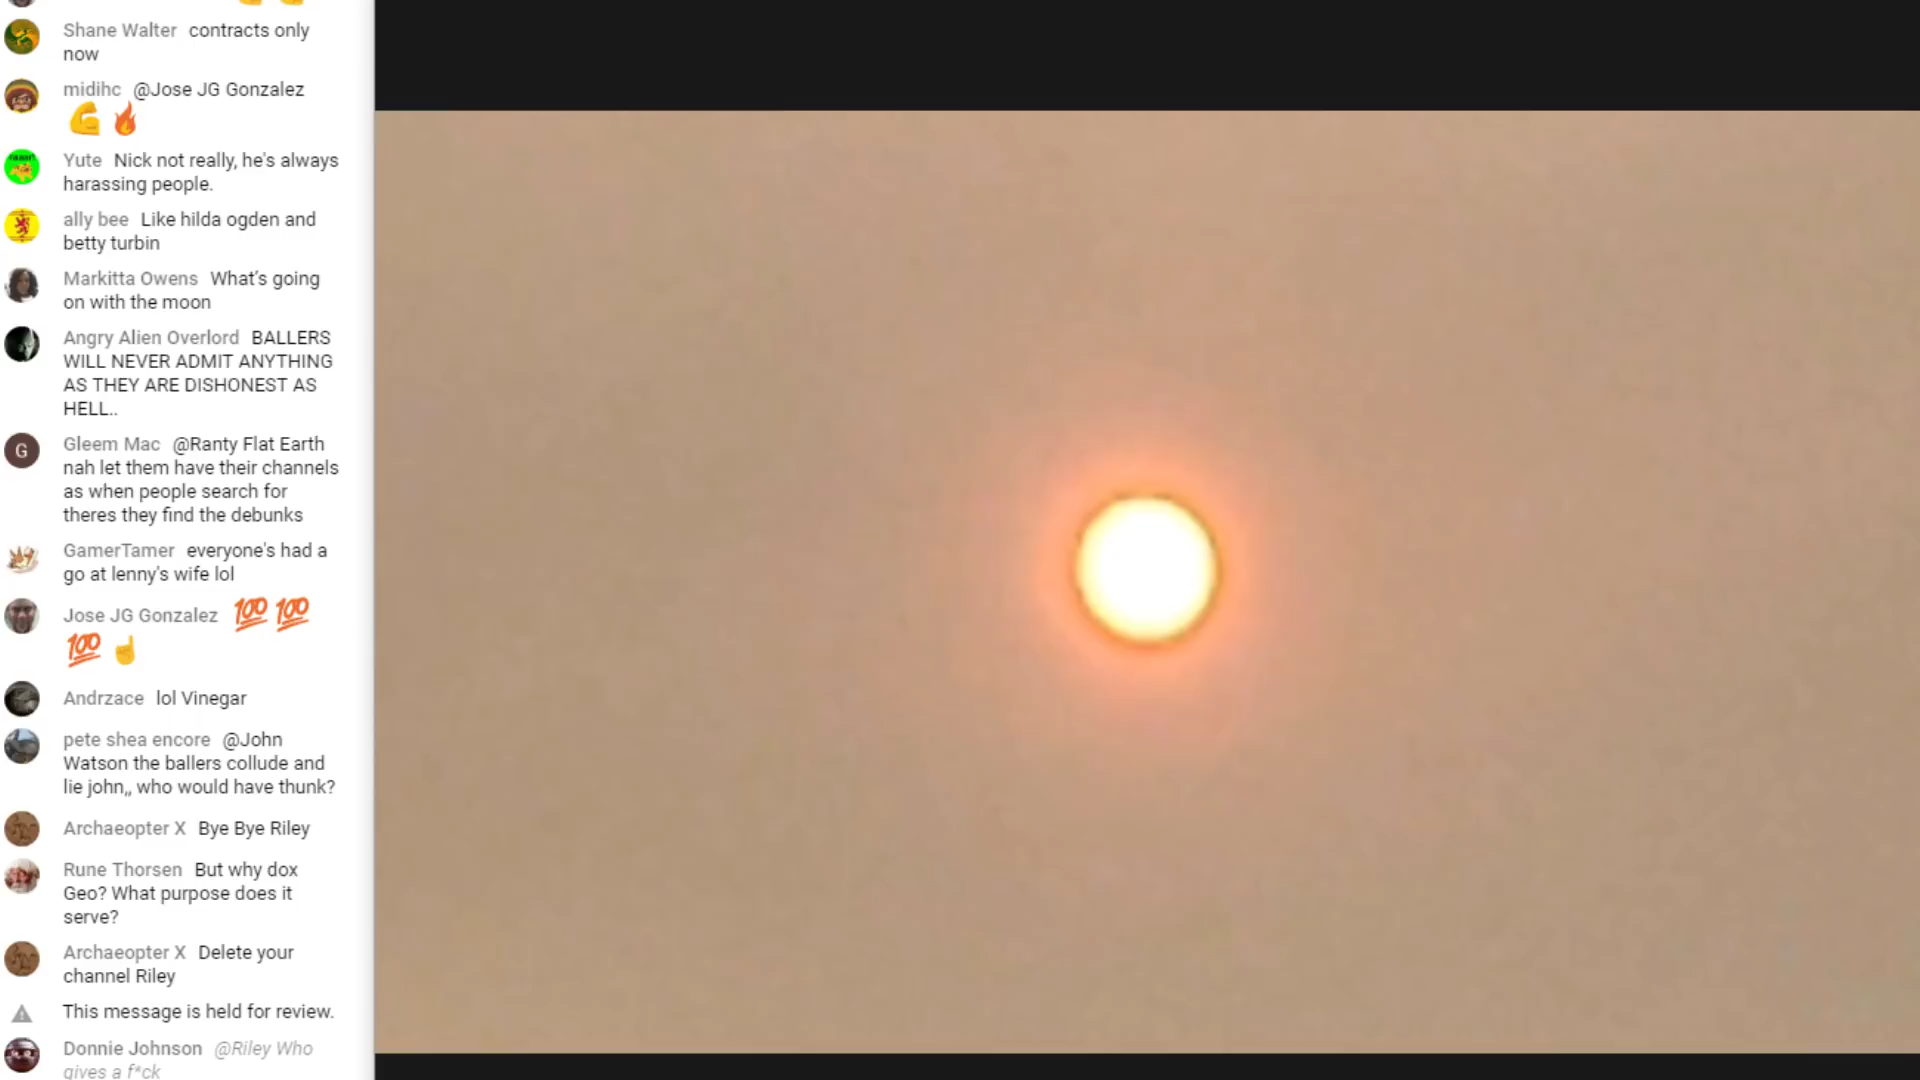 Shane Walter contracts only
now
midihc @Jose JG Gonzalez
Yute Nick not really, he's always
harassing people.
ally bee Like hilda ogden and
betty turbin
Markitta Owens What's going
on with the moon
Angry Alien Overlord BALLERS
WILL NEVER ADMIT ANYTHING
AS THEY ARE DISHONEST AS
HELL..
G
Gleem Mac @Ranty Flat Earth
nah let them have their channels
as when people search for
theres they find the debunks
GamerTamer everyone's had a
go at lenny's wife lol
Jose JG Gonzalez 💯 💯
💯 ☝
Andrzace lol Vinegar
pete shea encore @John
Watson the ballers collude and
lie john,, who would have thunk?
Archaeopter X Bye Bye Riley
Rune Thorsen But why dox
Geo? What purpose does it
serve?
Archaeopter X Delete your
channel Riley
This message is held for review.
Donnie Johnson @Riley Who
gives a f*ck